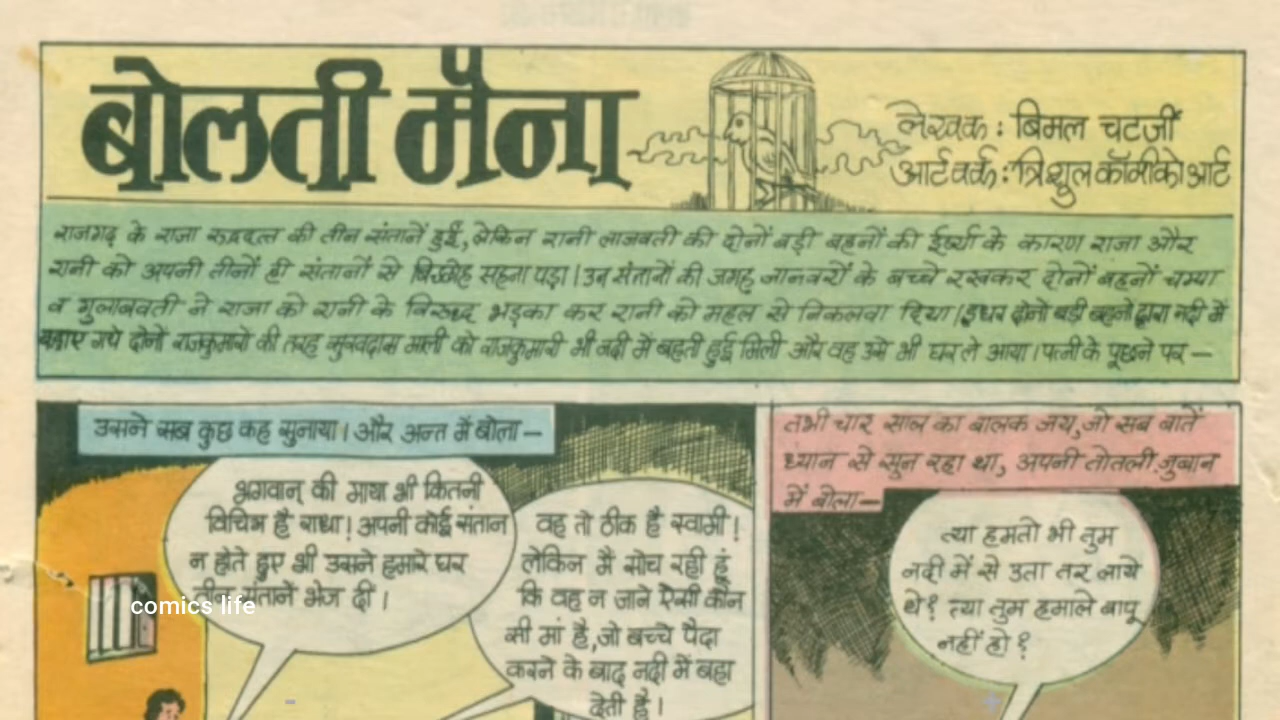 बोलती मैना
लेखक : बिमल चटर्जी
आर्टवर्क : त्रिशुल कॉमिको आर्ट
राजगढ़ के राजा रुद्रदत्त की तीन संतानें हुईं, लेकिन रानी लाजवती की दोनों बड़ी बहनों की ईर्ष्या के कारण राजा और
रानी को अपनी तीनों ही संतानों से बिछोह सहना पड़ा। उन संतानों की जगह जानवरों के बच्चे रखकर दोनों बहनों चम्पा
व गुलाबवती ने राजा को रानी के विरुद्ध भड़का कर रानी को महल से निकलवा दिया। इधर दोनों बड़ी बहनों द्वारा नदी में
बहाए गये दोनों राजकुमारों की तरह सुखदास माली को राजकुमारी भी नदी में बहती हुई मिली और वह उसे भी घर ले आया। पत्नी के पूछने पर—
उसने सब कुछ कह सुनाया। और अन्त में बोला—
भगवान् की माया भी कितनी
विचित्र है राधा! अपनी कोई संतान
न होते हुए भी उसने हमारे घर
तीन संतानें भेज दीं।
वह तो ठीक है स्वामी!
लेकिन मैं सोच रही हूं
कि वह न जाने ऐसी कौन
सी मां है, जो बच्चे पैदा
करने के बाद नदी में बहा
देती है।
तभी चार साल का बालक जय, जो सब बातें
ध्यान से सुन रहा था, अपनी तोतली जुबान
में बोला—
त्या हमतो भी तुम
नदी में से उता तर लाये
थे? त्या तुम हमाले बापू
नहीं हो?
comics life